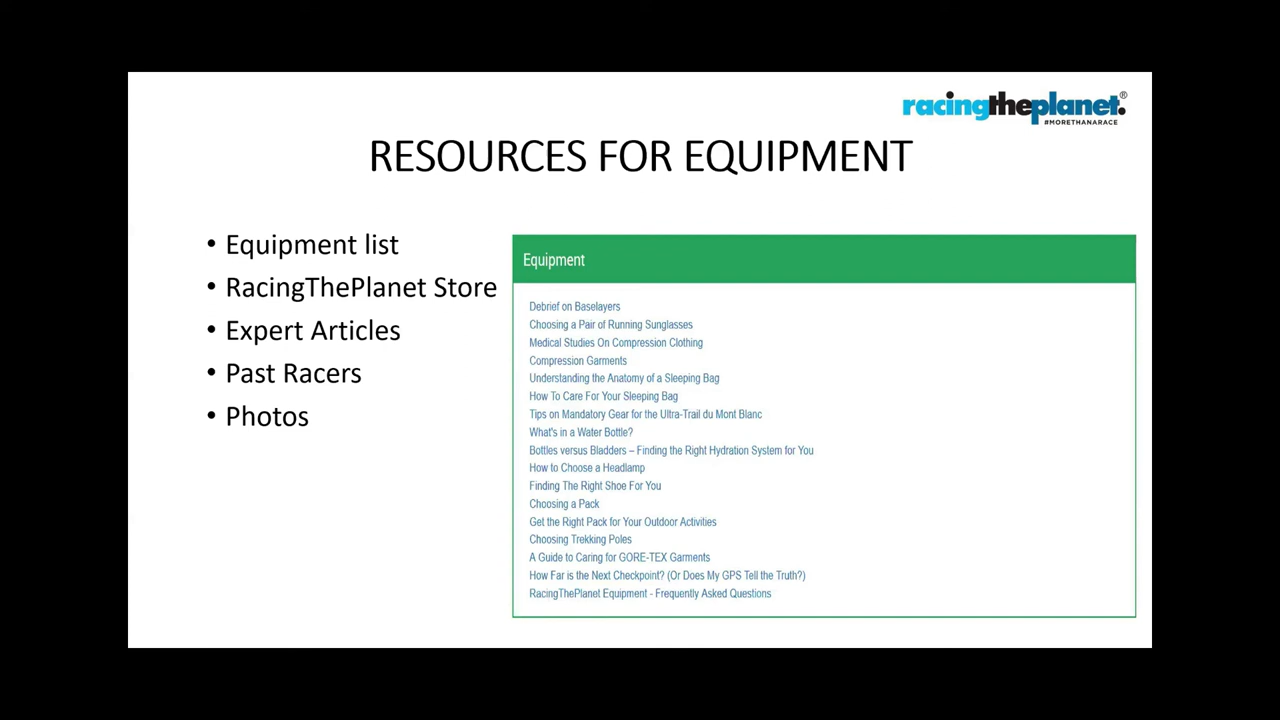 racingtheplanet.®
#MORETHANARACE
RESOURCES FOR EQUIPMENT
• Equipment list
• RacingThePlanet Store
• Expert Articles
• Past Racers
• Photos
Equipment
Debrief on Baselayers
Choosing a Pair of Running Sunglasses
Medical Studies On Compression Clothing
Compression Garments
Understanding the Anatomy of a Sleeping Bag
How To Care For Your Sleeping Bag
Tips on Mandatory Gear for the Ultra-Trail du Mont Blanc
What's in a Water Bottle?
Bottles versus Bladders – Finding the Right Hydration System for You
How to Choose a Headlamp
Finding The Right Shoe For You
Choosing a Pack
Get the Right Pack for Your Outdoor Activities
Choosing Trekking Poles
A Guide to Caring for GORE-TEX Garments
How Far is the Next Checkpoint? (Or Does My GPS Tell the Truth?)
RacingThePlanet Equipment - Frequently Asked Questions